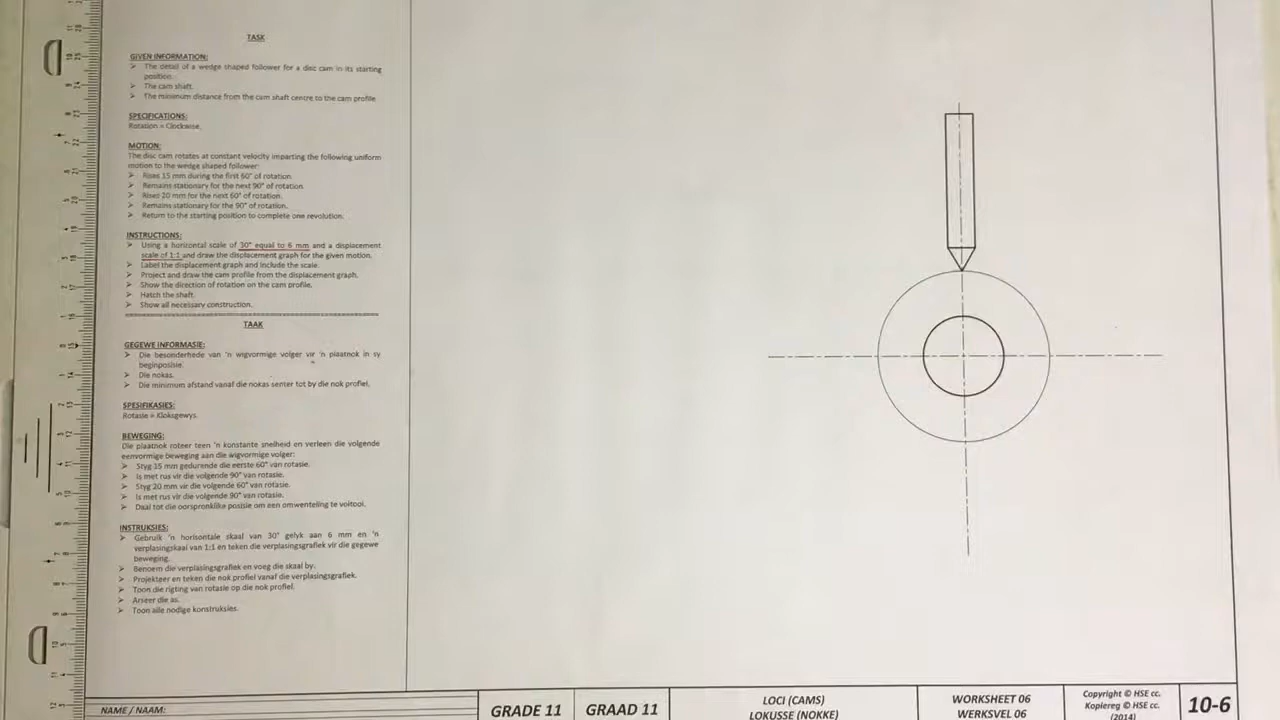 TASK
GIVEN INFORMATION:
➢ The detail of a wedge shaped follower for a disc cam in its starting
position.
➢ The cam shaft.
➢ The minimum distance from the cam shaft centre to the cam profile
SPECIFICATIONS:
Rotation = Clockwise.
MOTION:
The disc cam rotates at constant velocity imparting the following uniform
motion to the wedge shaped follower:
➢ Rises 15 mm during the first 60° of rotation.
➢ Remains stationary for the next 90° of rotation.
➢ Rises 20 mm for the next 60° of rotation.
➢ Remains stationary for the 90° of rotation.
➢ Return to the starting position to complete one revolution.
INSTRUCTIONS:
➢ Using a horizontal scale of 30° equal to 6 mm and a displacement
scale of 1:1 and draw the displacement graph for the given motion.
➢ Label the displacement graph and include the scale.
➢ Project and draw the cam profile from the displacement graph.
➢ Show the direction of rotation on the cam profile.
➢ Hatch the shaft.
➢ Show all necessary construction.
TAAK
GEGEWE INFORMASIE:
➢ Die besonderhede van 'n wigvormige volger vir 'n plaatnok in sy
beginposisie.
➢ Die nokas.
➢ Die minimum afstand vanaf die nokas senter tot by die nok profiel.
SPESIFIKASIES:
Rotasie = Kloksgewys.
BEWEGING:
Die plaatnok roteer teen 'n konstante snelheid en verleen die volgende
eenvormige beweging aan die wigvormige volger:
➢ Styg 15 mm gedurende die eerste 60° van rotasie.
➢ Is met rus vir die volgende 90° van rotasie.
➢ Styg 20 mm vir die volgende 60° van rotasie.
➢ Is met rus vir die volgende 90° van rotasie.
➢ Daal tot die oorspronklike posisie om een omwenteling te voltooi.
INSTRUKSIES:
➢ Gebruik 'n horisontale skaal van 30° gelyk aan 6 mm en 'n
verplasingskaal van 1:1 en teken die verplasingsgrafiek vir die gegewe
beweging.
➢ Benoem die verplasingsgrafiek en voeg die skaal by.
➢ Projekteer en teken die nok profiel vanaf die verplasingsgrafiek.
➢ Toon die rigting van rotasie op die nok profiel.
➢ Arseer die as.
➢ Toon alle nodige konstruksies.
NAME / NAAM:
GRADE 11
GRAAD 11
LOCI (CAMS)
LOKUSSE (NOKKE)
WORKSHEET 06
WERKSVEL 06
Copyright © HSE cc.
Kopiereg © HSE cc.
(2014)
10-6